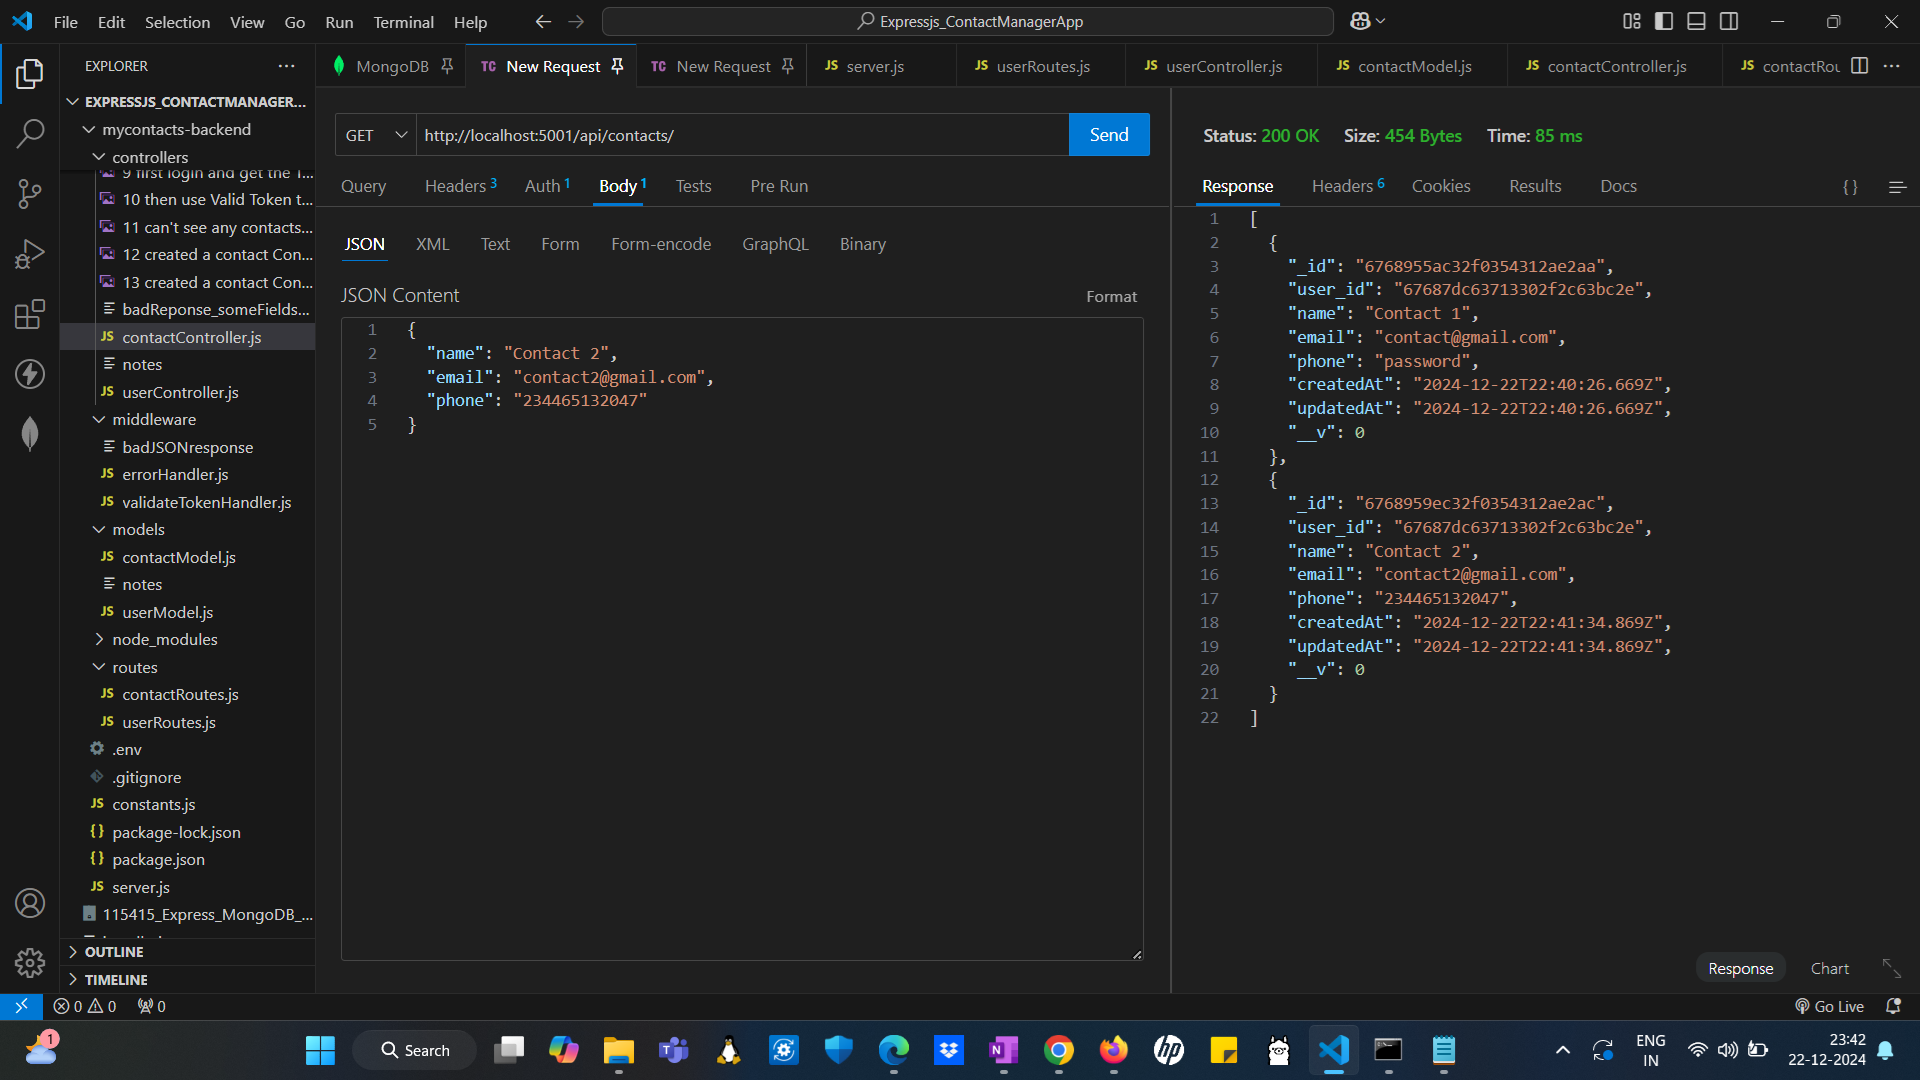 File Edit Selection View Go Run Terminal Help
Expressjs_ContactManagerApp
EXPLORER
EXPRESSJS_CONTACTMANAGER...
mycontacts-backend
controllers
9 first login and get the T...
10 then use Valid Token t...
11 can't see any contacts...
12 created a contact Con...
13 created a contact Con...
badReponse_someFields...
JS contactController.js
notes
JS userController.js
middleware
badJSONresponse
JS errorHandler.js
JS validateTokenHandler.js
models
JS contactModel.js
notes
JS userModel.js
node_modules
routes
JS contactRoutes.js
JS userRoutes.js
.env
.gitignore
JS constants.js
{} package-lock.json
{} package.json
JS server.js
115415_Express_MongoDB_...
OUTLINE
TIMELINE
MongoDB
TC New Request
TC New Request
JS server.js
JS userRoutes.js
JS userController.js
JS contactModel.js
JS contactController.js
JS contactRou
GET http://localhost:5001/api/contacts/ Send
Query Headers 3 Auth 1 Body 1 Tests Pre Run
JSON XML Text Form Form-encode GraphQL Binary
JSON Content Format
1 {
2 "name": "Contact 2",
3 "email": "contact2@gmail.com",
4 "phone": "234465132047"
5 }
Status: 200 OK Size: 454 Bytes Time: 85 ms
Response Headers 6 Cookies Results Docs {}
1 [
2 {
3 "_id": "6768955ac32f0354312ae2aa",
4 "user_id": "67687dc63713302f2c63bc2e",
5 "name": "Contact 1",
6 "email": "contact@gmail.com",
7 "phone": "password",
8 "createdAt": "2024-12-22T22:40:26.669Z",
9 "updatedAt": "2024-12-22T22:40:26.669Z",
10 "__v": 0
11 },
12 {
13 "_id": "6768959ec32f0354312ae2ac",
14 "user_id": "67687dc63713302f2c63bc2e",
15 "name": "Contact 2",
16 "email": "contact2@gmail.com",
17 "phone": "234465132047",
18 "createdAt": "2024-12-22T22:41:34.869Z",
19 "updatedAt": "2024-12-22T22:41:34.869Z",
20 "__v": 0
21 }
22 ]
Response Chart
0 0 0
Go Live
1
Search
ENG
IN
23:42
22-12-2024